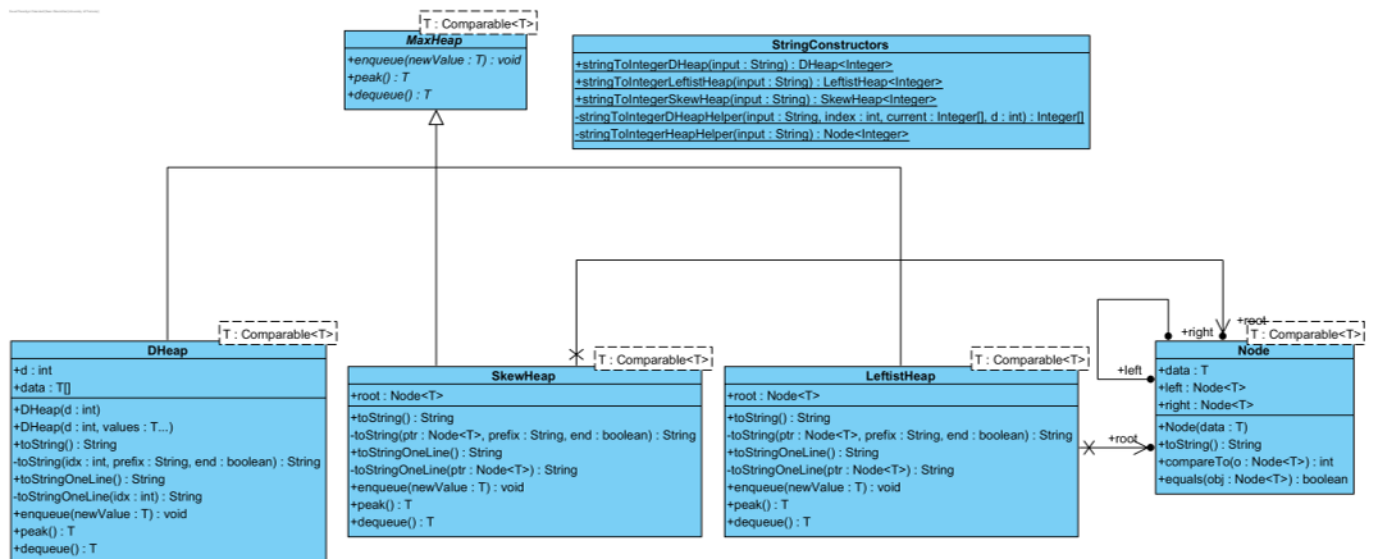 T : Comparable<T>
MaxHeap
+enqueue(newValue : T) : void
+peak() : T
+dequeue() : T
StringConstructors
+stringToIntegerDHeap(input : String) : DHeap<Integer>
+stringToIntegerLeftistHeap(input : String) : LeftistHeap<Integer>
+stringToIntegerSkewHeap(input : String) : SkewHeap<Integer>
-stringToIntegerDHeapHelper(input : String, index : int, current : Integer[], d : int) : Integer[]
-stringToIntegerHeapHelper(input : String) : Node<Integer>
T : Comparable<T>
DHeap
+d : int
+data : T[]
+DHeap(d : int)
+DHeap(d : int, values : T...)
+toString() : String
-toString(idx : int, prefix : String, end : boolean) : String
+toStringOneLine() : String
-toStringOneLine(idx : int) : String
+enqueue(newValue : T) : void
+peak() : T
+dequeue() : T
T : Comparable<T>
SkewHeap
+root : Node<T>
+toString() : String
-toString(ptr : Node<T>, prefix : String, end : boolean) : String
+toStringOneLine() : String
-toStringOneLine(ptr : Node<T>) : String
+enqueue(newValue : T) : void
+peak() : T
+dequeue() : T
T : Comparable<T>
LeftistHeap
+root : Node<T>
+toString() : String
-toString(ptr : Node<T>, prefix : String, end : boolean) : String
+toStringOneLine() : String
-toStringOneLine(ptr : Node<T>) : String
+enqueue(newValue : T) : void
+peak() : T
+dequeue() : T
+right
+root
+left
+root
T : Comparable<T>
Node
+data : T
+left : Node<T>
+right : Node<T>
+Node(data : T)
+toString() : String
+compareTo(o : Node<T>) : int
+equals(obj : Node<T>) : boolean